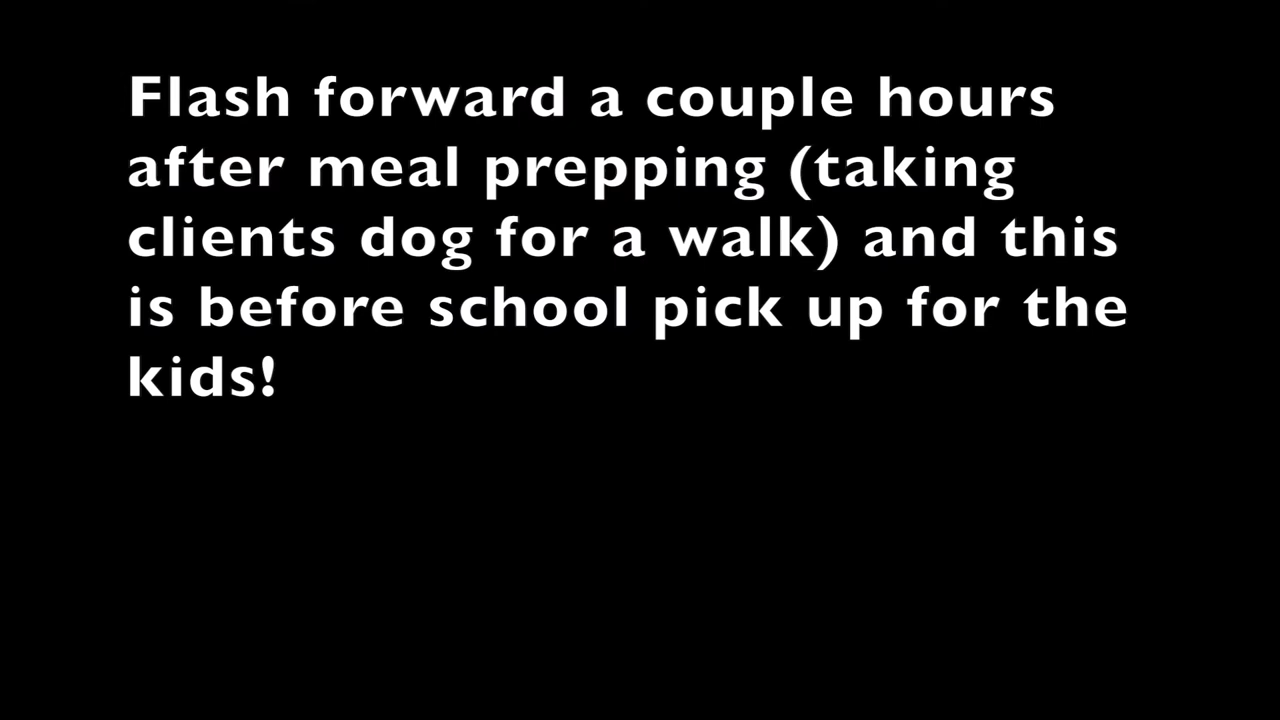 Flash forward a couple hours
after meal prepping (taking
clients dog for a walk) and this
is before school pick up for the
kids!